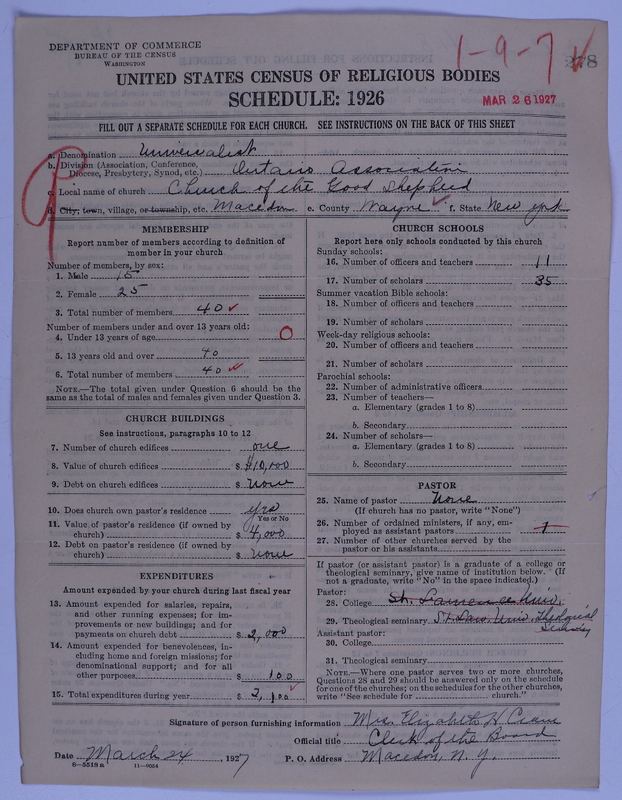 DEPARTMENT OF COMMERCE
BUREAU OF THE CENSUS
WASHINGTON
1-9-7
278
UNITED STATES CENSUS OF RELIGIOUS BODIES
SCHEDULE: 1926
MAR 26 1927
FILL OUT A SEPARATE SCHEDULE FOR EACH CHURCH. SEE INSTRUCTIONS ON THE BACK OF THIS SHEET
a. Denomination Universalist
b. Division (Association, Conference, Diocese, Presbytery, Synod, etc.) Ontario Association
c. Local name of church Church of the Good Shepherd
d. City, town, village, or township, etc. Macedon e. County Wayne f. State New York
MEMBERSHIP
Report number of members according to definition of
member in your church
Number of members, by sex:
1. Male 15
2. Female 25
3. Total number of members 40
Number of members under and over 13 years old:
4. Under 13 years of age 0
5. 13 years old and over 40
6. Total number of members 40
NOTE.—The total given under Question 6 should be the
same as the total of males and females given under Question 3.
CHURCH BUILDINGS
See instructions, paragraphs 10 to 12
7. Number of church edifices one
8. Value of church edifices $ $10,000
9. Debt on church edifices $ None
10. Does church own pastor's residence yes
Yes or No
11. Value of pastor's residence (if owned by
church) $ 4,000
12. Debt on pastor's residence (if owned by
church) $ None
EXPENDITURES
Amount expended by your church during last fiscal year
13. Amount expended for salaries, repairs,
and other running expenses; for im-
provements or new buildings; and for
payments on church debt $ 2,000
14. Amount expended for benevolences, in-
cluding home and foreign missions; for
denominational support; and for all
other purposes $ 100
15. Total expenditures during year $ 2,100
CHURCH SCHOOLS
Report here only schools conducted by this church
Sunday schools:
16. Number of officers and teachers 11
17. Number of scholars 35
Summer vacation Bible schools:
18. Number of officers and teachers
19. Number of scholars
Week-day religious schools:
20. Number of officers and teachers
21. Number of scholars
Parochial schools:
22. Number of administrative officers
23. Number of teachers—
a. Elementary (grades 1 to 8)
b. Secondary
24. Number of scholars—
a. Elementary (grades 1 to 8)
b. Secondary
PASTOR
25. Name of pastor None
(If church has no pastor, write "None")
26. Number of ordained ministers, if any, em-
ployed as assistant pastors 1
27. Number of other churches served by the
pastor or his assistants
If pastor (or assistant pastor) is a graduate of a college or
theological seminary, give name of institution below. (If
not a graduate, write "No" in the space indicated.)
Pastor:
28. College St. Lawrence Univ.
29. Theological seminary St. Law. Univ. Theological
Assistant pastor:
30. College
31. Theological seminary
NOTE.—Where one pastor serves two or more churches,
Questions 28 and 29 should be answered only on the schedule
for one of the churches; on the schedules for the other churches,
write "See schedule for church."
Signature of person furnishing information Mrs. Elizabeth H.
Official title Clerk of the Board
Date March 24, 1927 P. O. Address Macedon, N. Y.
8-5518a 11-9054